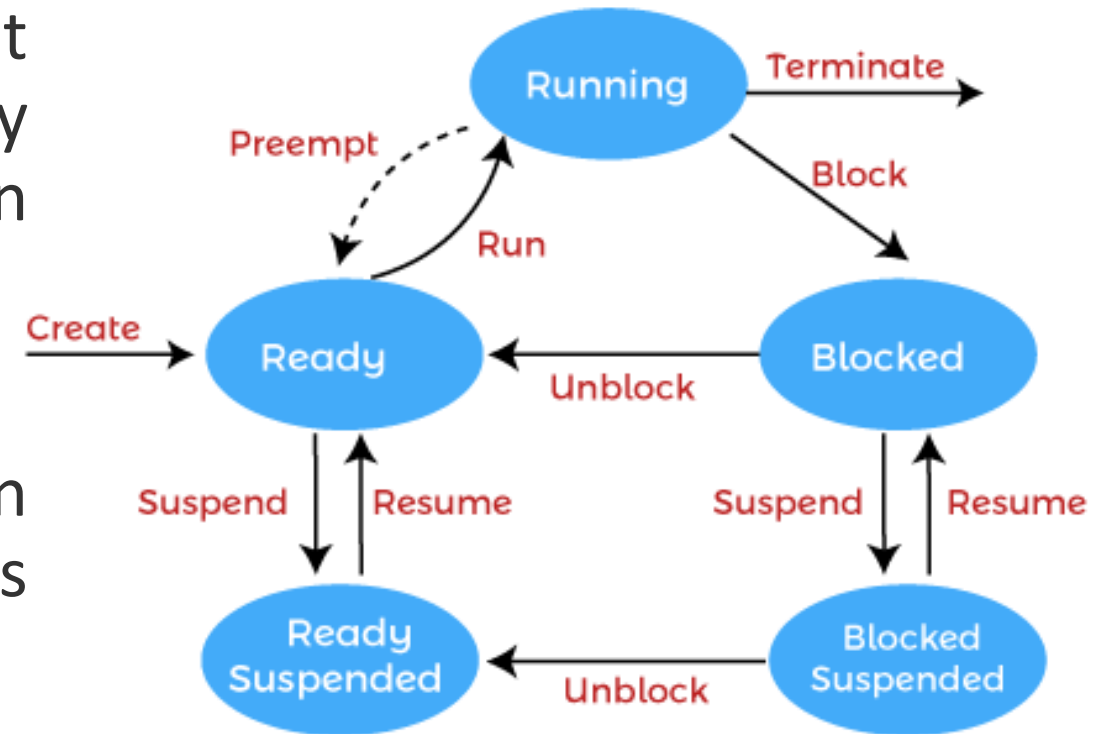 t
y
n
m
s
Running
Terminate
Preempt
Block
Run
Create
Ready
Blocked
Unblock
Suspend
Resume
Suspend
Resume
Ready
Suspended
Blocked
Suspended
Unblock